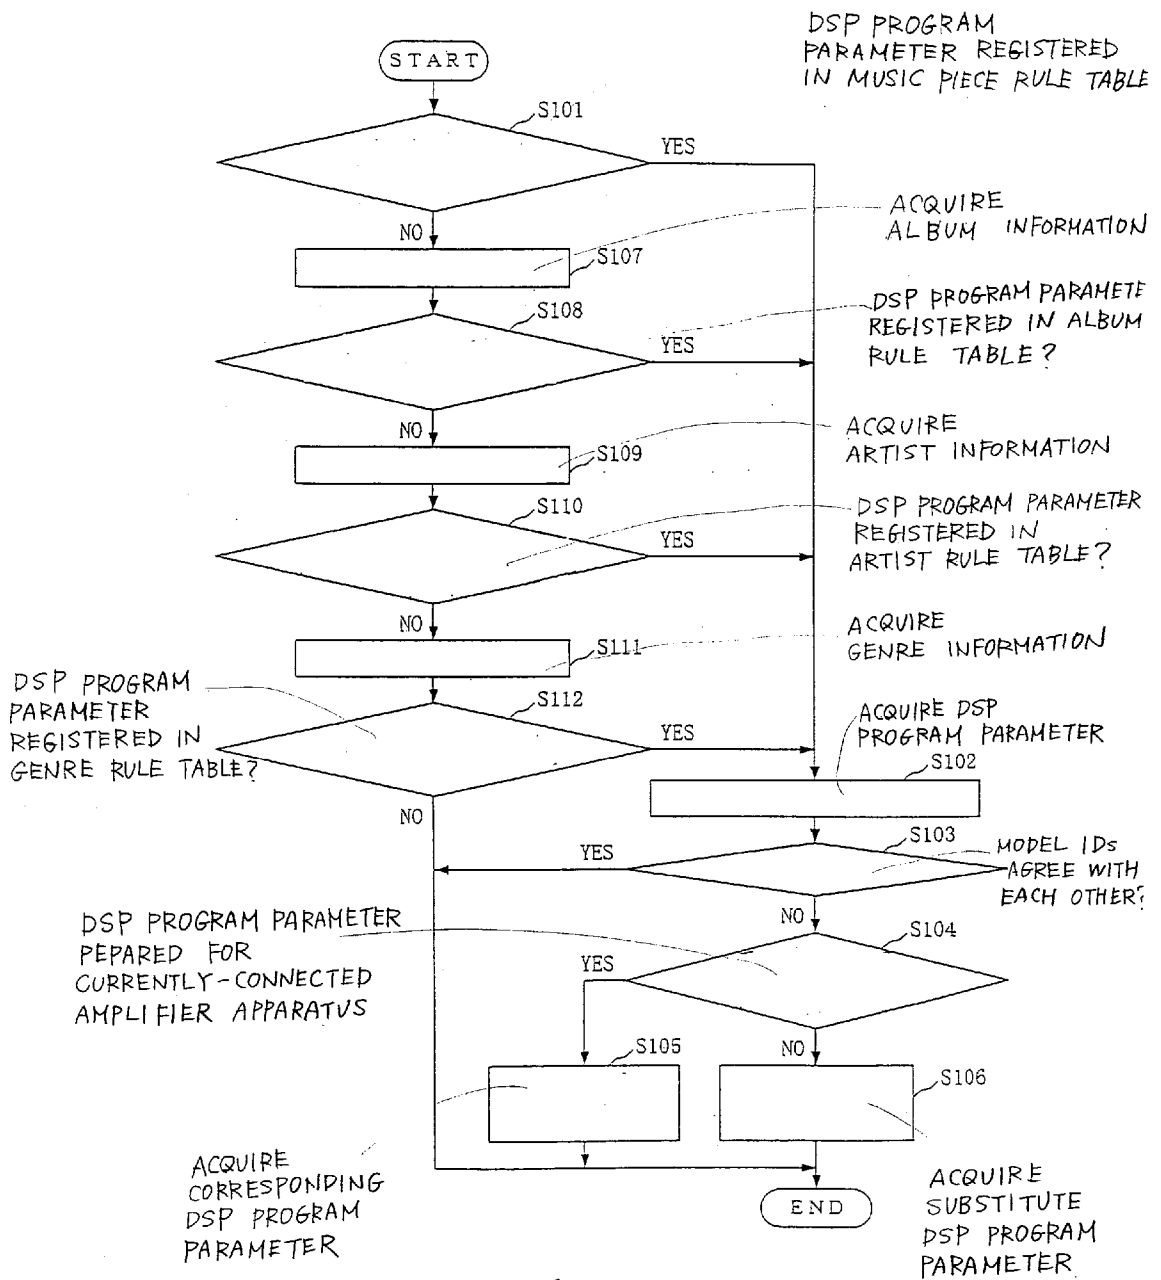 DSP PROGRAM
PARAMETER REGISTERED
IN MUSIC PIECE RULE TABLE
START
S101
YES
NO
ACQUIRE
ALBUM INFORMATION
S107
S108
DSP PROGRAM PARAMETE
REGISTERED IN ALBUM
RULE TABLE?
YES
NO
ACQUIRE
ARTIST INFORMATION
S109
S110
DSP PROGRAM PARAMETER
REGISTERED IN
ARTIST RULE TABLE?
YES
NO
ACQUIRE
GENRE INFORMATION
S111
DSP PROGRAM
PARAMETER
REGISTERED IN
GENRE RULE TABLE?
S112
YES
NO
ACQUIRE DSP
PROGRAM PARAMETER
S102
S103
MODEL IDs
AGREE WITH
EACH OTHER?
YES
NO
DSP PROGRAM PARAMETER
PEPARED FOR
CURRENTLY-CONNECTED
AMPLIFIER APPARATUS
S104
YES
NO
S105
S106
ACQUIRE
CORRESPONDING
DSP PROGRAM
PARAMETER
END
ACQUIRE
SUBSTITUTE
DSP PROGRAM
PARAMETER